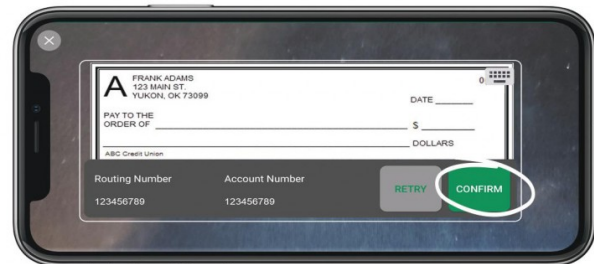 A FRANK ADAMS
123 MAIN ST.
YUKON, OK 73099
0
DATE
PAY TO THE
ORDER OF $
DOLLARS
ABC Credit Union
Routing Number Account Number
123456789 123456789
RETRY CONFIRM